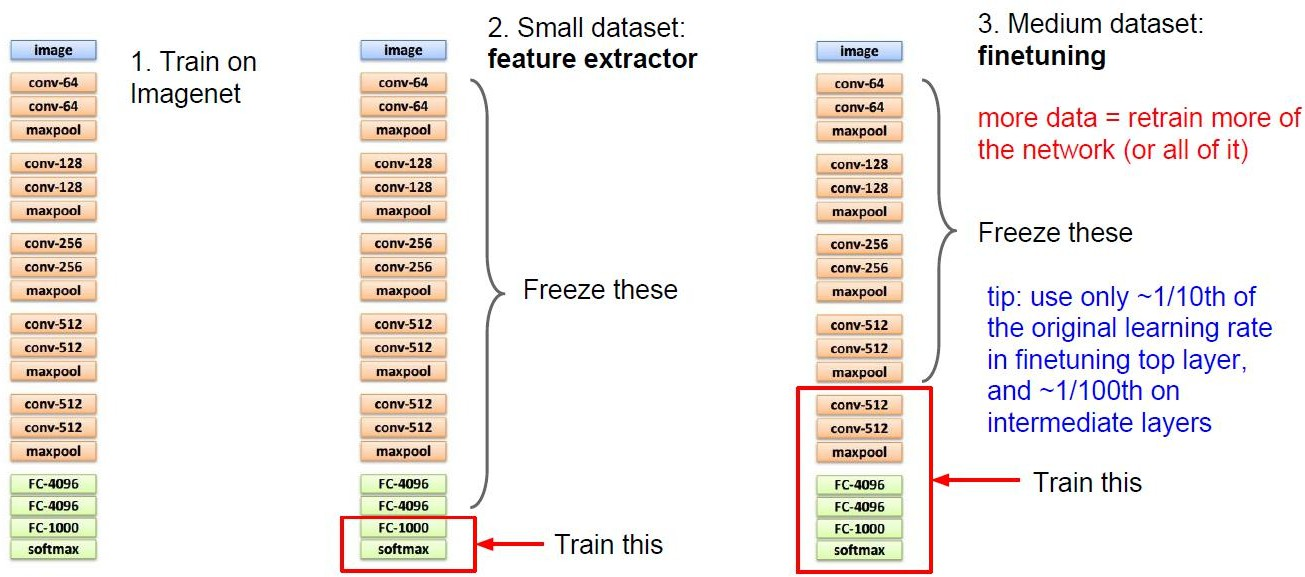 image
conv-64
conv-64
maxpool
conv-128
conv-128
maxpool
conv-256
conv-256
maxpool
conv-512
conv-512
maxpool
conv-512
conv-512
maxpool
FC-4096
FC-4096
FC-1000
softmax
1. Train on
Imagenet
image
conv-64
conv-64
maxpool
conv-128
conv-128
maxpool
conv-256
conv-256
maxpool
conv-512
conv-512
maxpool
conv-512
conv-512
maxpool
FC-4096
FC-4096
FC-1000
softmax
2. Small dataset:
feature extractor
Freeze these
Train this
image
conv-64
conv-64
maxpool
conv-128
conv-128
maxpool
conv-256
conv-256
maxpool
conv-512
conv-512
maxpool
conv-512
conv-512
maxpool
FC-4096
FC-4096
FC-1000
softmax
3. Medium dataset:
finetuning
more data = retrain more of
the network (or all of it)
Freeze these
tip: use only ~1/10th of
the original learning rate
in finetuning top layer,
and ~1/100th on
intermediate layers
Train this